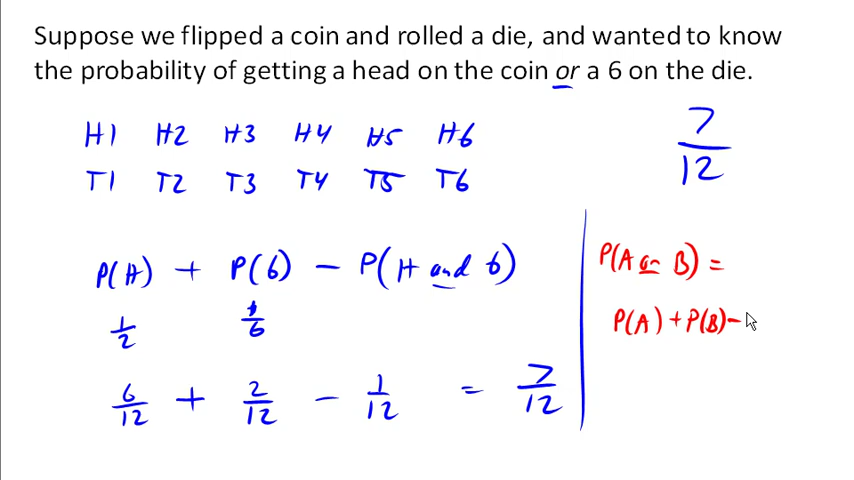 Suppose we flipped a coin and rolled a die, and wanted to know
the probability of getting a head on the coin or a 6 on the die.
H1 H2 H3 H4 H5 H6
T1 T2 T3 T4 T5 T6
7/12
P(H) + P(6) − P(H and 6)
1/2 1/6
6/12 + 2/12 − 1/12 = 7/12
P(A or B) =
P(A) + P(B) −